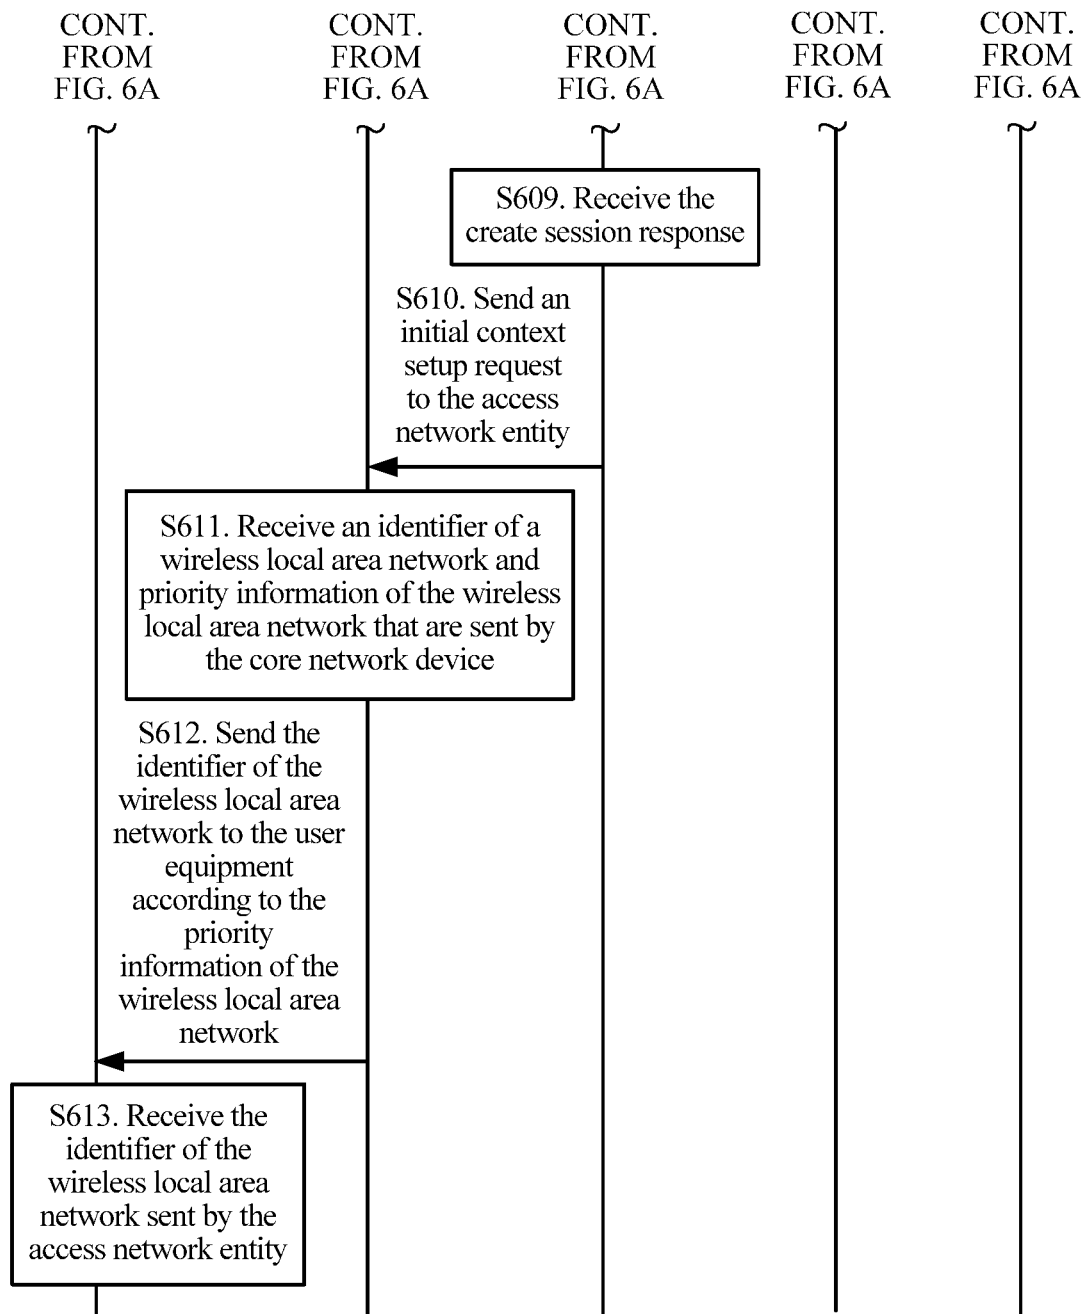 CONT.
FROM
FIG. 6A
CONT.
FROM
FIG. 6A
CONT.
FROM
FIG. 6A
CONT.
FROM
FIG. 6A
CONT.
FROM
FIG. 6A
S609. Receive the
create session response
S610. Send an
initial context
setup request
to the access
network entity
S611. Receive an identifier of a
wireless local area network and
priority information of the wireless
local area network that are sent by
the core network device
S612. Send the
identifier of the
wireless local area
network to the user
equipment
according to the
priority
information of the
wireless local area
network
S613. Receive the
identifier of the
wireless local area
network sent by the
access network entity